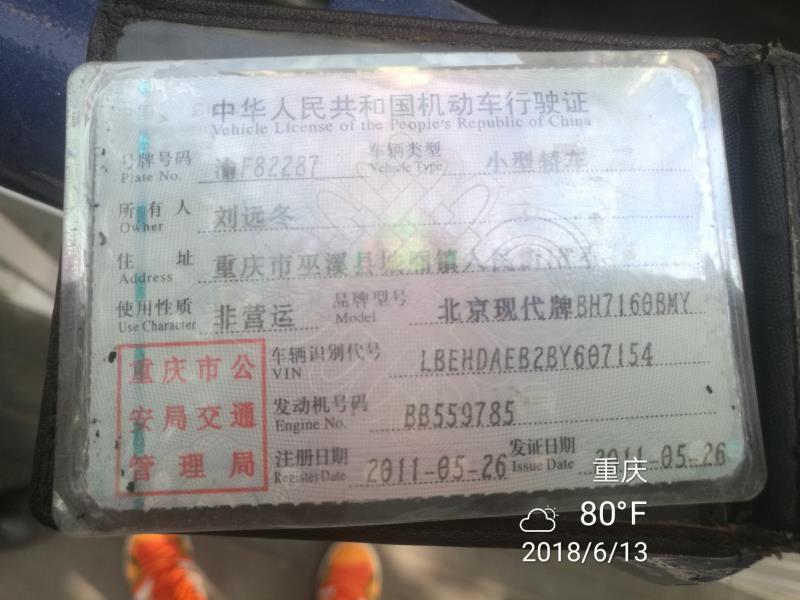 中华人民共和国机动车行驶证
Vehicle License of the People's Republic of China
号牌号码 渝F82287 车辆类型 小型轿车
Plate No. Vehicle Type
所有人 刘远冬
Owner
住址 重庆市巫溪县城厢镇人民街
Address
使用性质 非营运 品牌型号 北京现代牌BH7160BMY
Use Character Model
重庆市公
安局交通
管理局
车辆识别代号 LBEHDAEB2BY607154
VIN
发动机号码 BB559785
Engine No.
注册日期 2011-05-26 发证日期 2011-05-26
Register Date Issue Date
重庆
80°F
2018/6/13